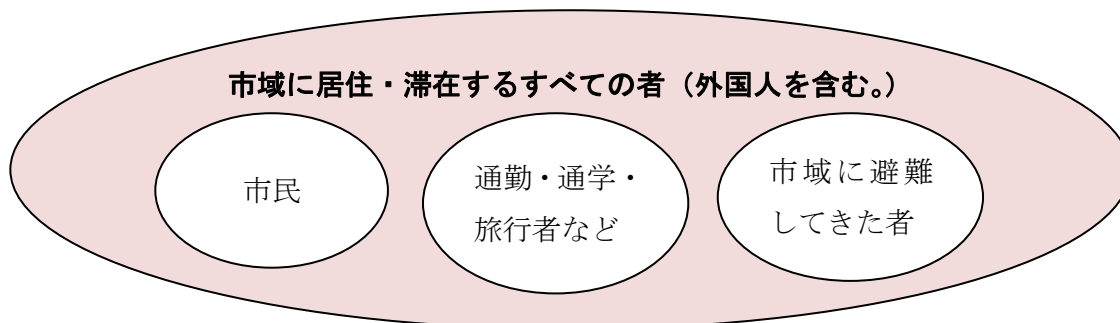 市域に居住・滞在するすべての者（外国人を含む。）
市民
通勤・通学・
旅行者など
市域に避難
してきた者